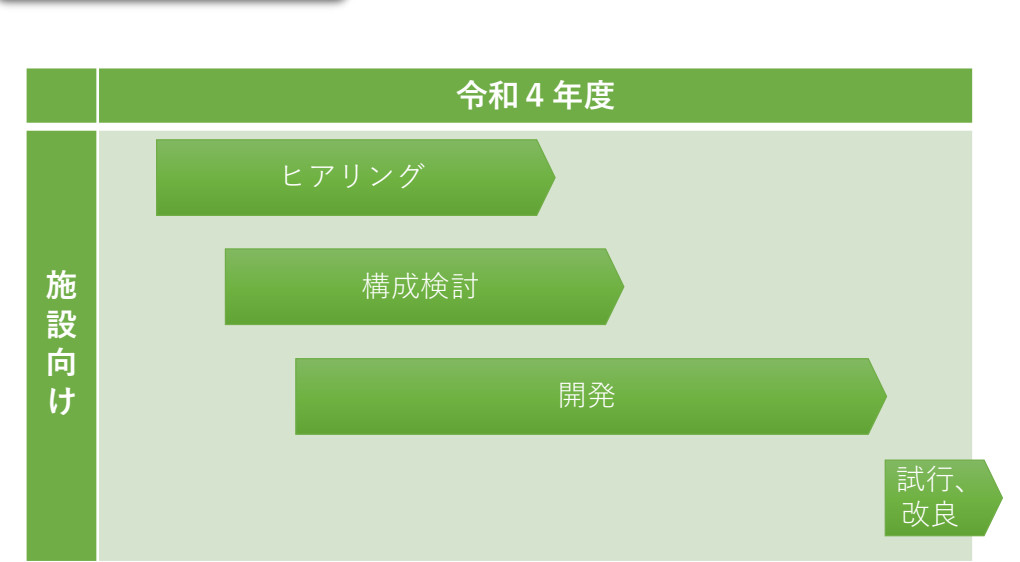 令和４年度
施設向け
ヒアリング
構成検討
開発
試行、
改良